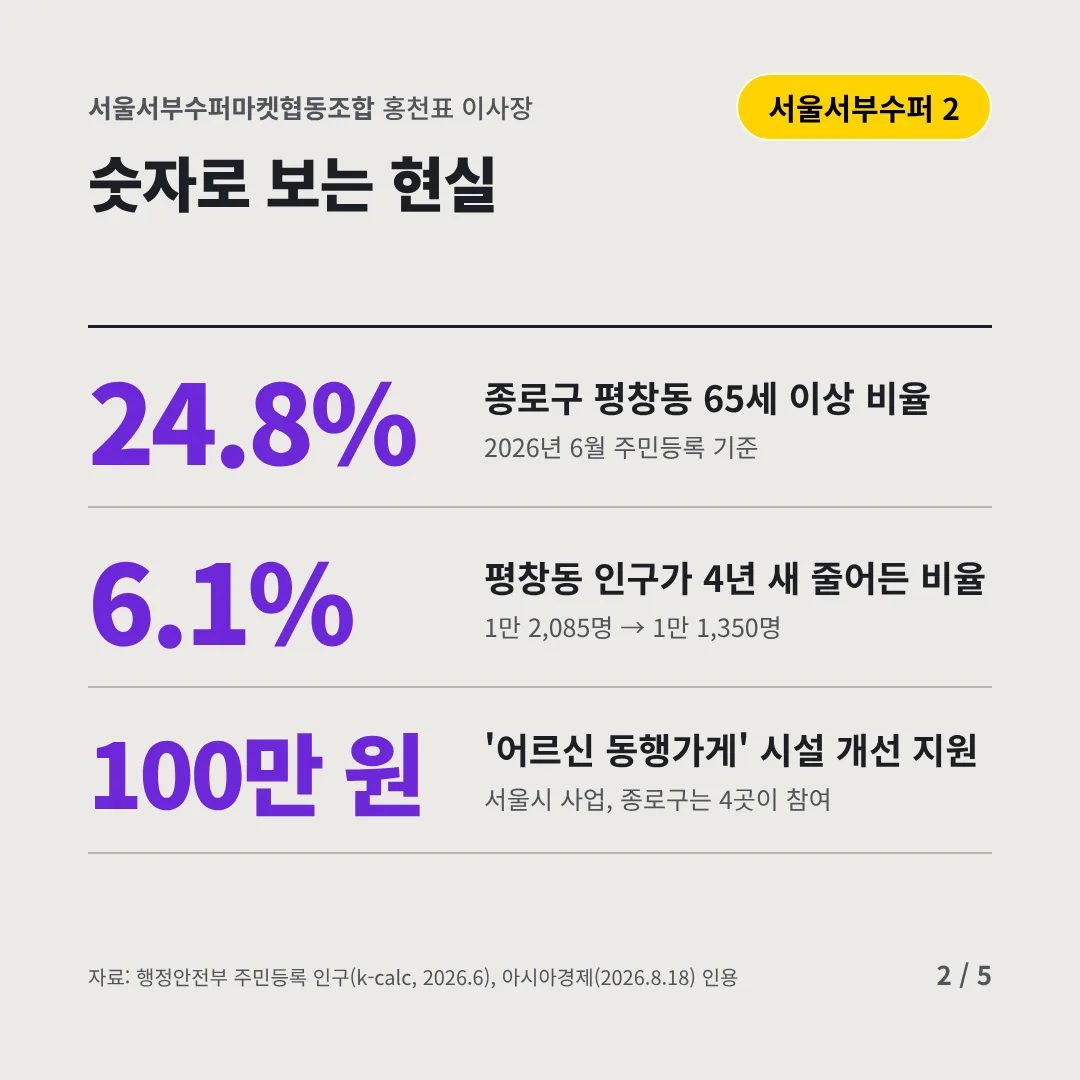 서울서부수퍼마켓협동조합 홍천표 이사장
서울서부수퍼 2
숫자로 보는 현실
24.8%
종로구 평창동 65세 이상 비율
2026년 6월 주민등록 기준
6.1%
평창동 인구가 4년 새 줄어든 비율
1만 2,085명 → 1만 1,350명
100만 원
'어르신 동행가게' 시설 개선 지원
서울시 사업, 종로구는 4곳이 참여
자료: 행정안전부 주민등록 인구(k-calc, 2026.6), 아시아경제(2026.8.18) 인용
2 / 5